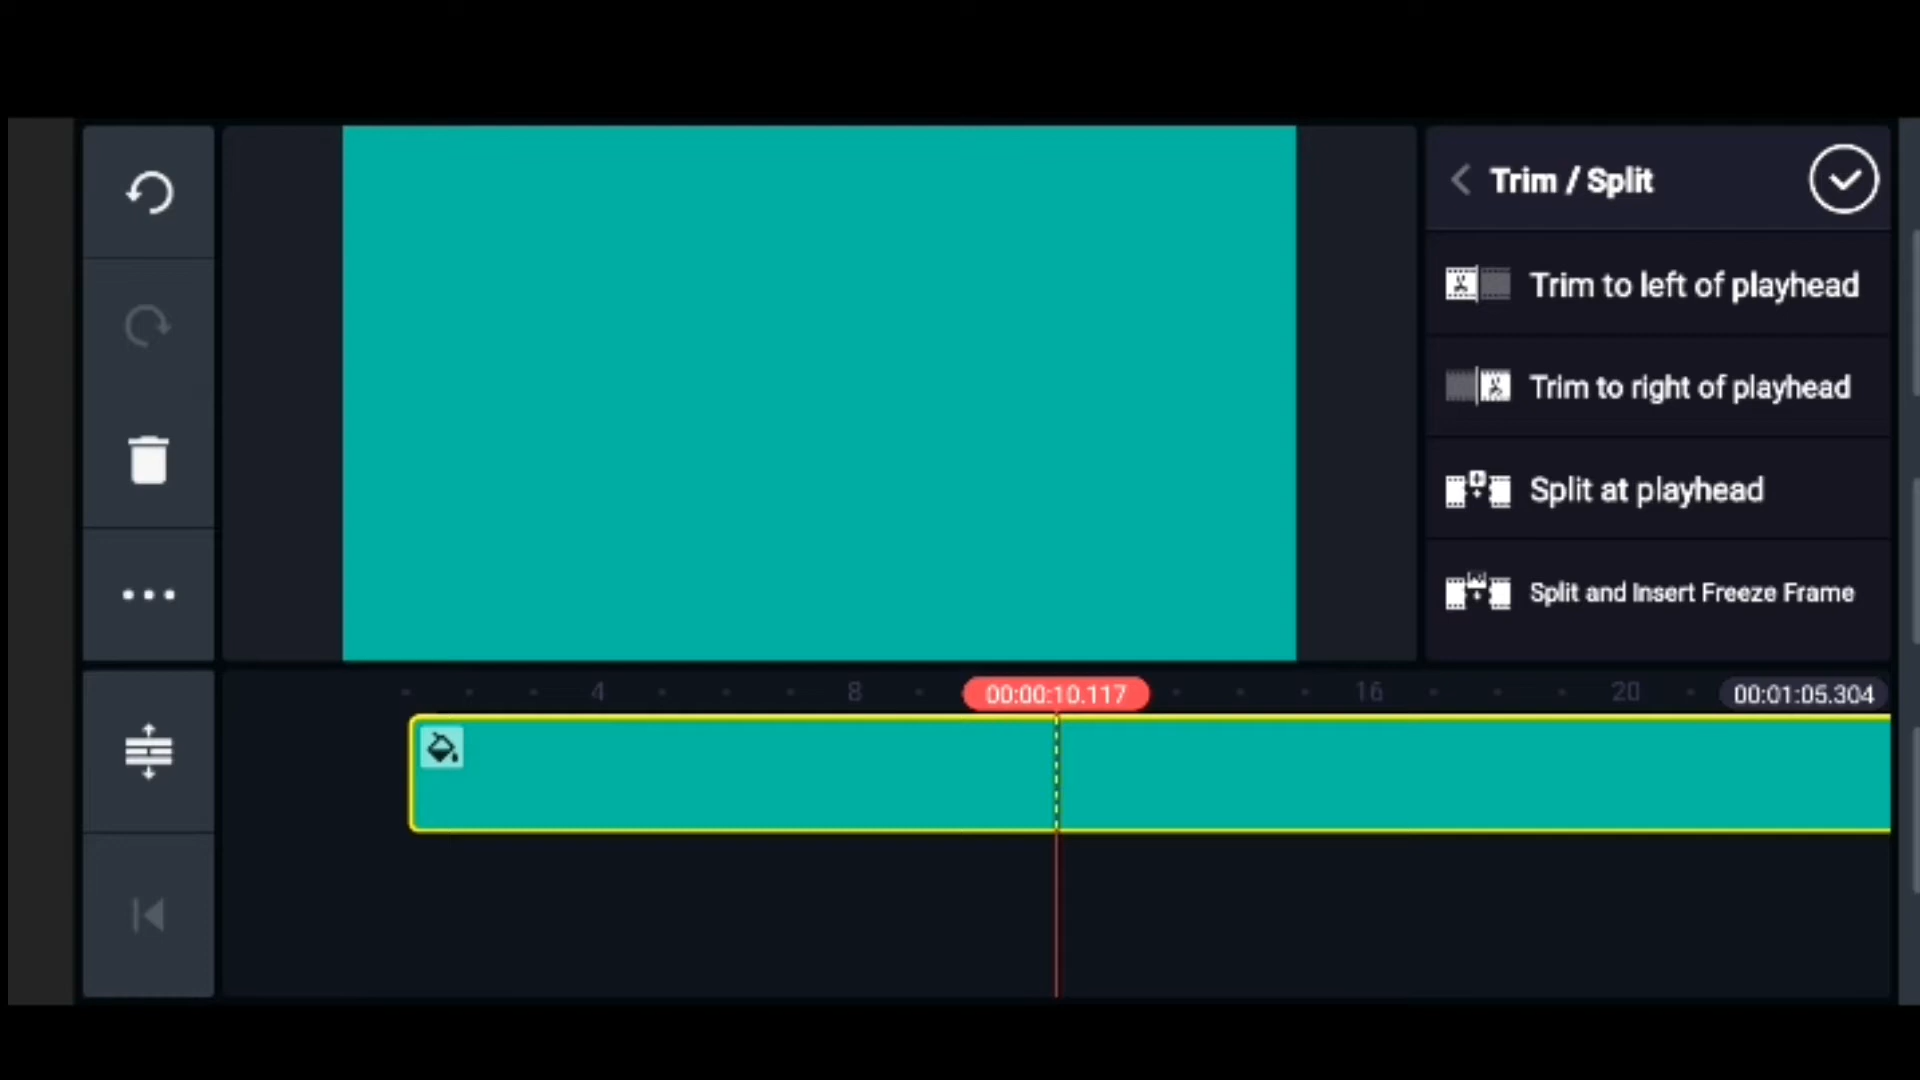 Trim / Split
Trim to left of playhead
Trim to right of playhead
Split at playhead
Split and Insert Freeze Frame
4
8
00:00:10.117
16
20
00:01:05.304